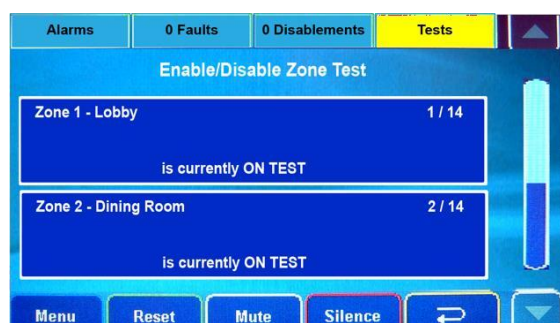 Alarms 0 Faults 0 Disablements Tests
Enable/Disable Zone Test
Zone 1 - Lobby 1 / 14
is currently ON TEST
Zone 2 - Dining Room 2 / 14
is currently ON TEST
Menu Reset Mute Silence